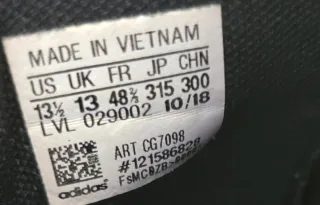 MADE IN VIETNAM
US UK FR JP CHN
13½ 13 48⅔ 315 300
LVL 029002 10/18
ART CG7098
#121586828
adidas